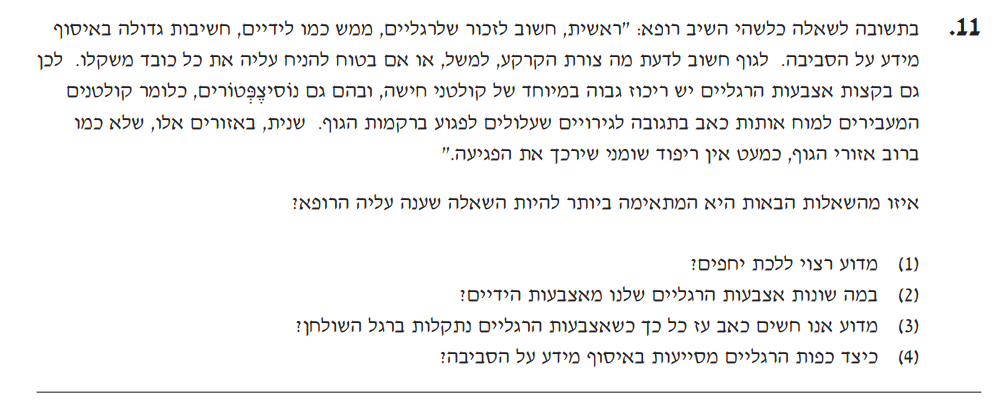 11. בתשובה לשאלה כלשהי השיב רופא: "ראשית, חשוב לזכור שלרגליים, ממש כמו לידיים, חשיבות גדולה באיסוף
מידע על הסביבה. לגוף חשוב לדעת מה צורת הקרקע, למשל, או אם בטוח להניח עליה את כל כובד משקלו. לכן
גם בקצות אצבעות הרגליים יש ריכוז גבוה במיוחד של קולטני חישה, ובהם גם נוֹסִיצֶפְּטוֹרים, כלומר קולטנים
המעבירים למוח אותות כאב בתגובה לגירויים שעלולים לפגוע ברקמות הגוף. שנית, באזורים אלו, שלא כמו
ברוב אזורי הגוף, כמעט אין ריפוד שומני שירכך את הפגיעה."
איזו מהשאלות הבאות היא המתאימה ביותר להיות השאלה שענה עליה הרופא?
(1) מדוע רצוי ללכת יחפים?
(2) במה שונות אצבעות הרגליים שלנו מאצבעות הידיים?
(3) מדוע אנו חשים כאב עז כל כך כשאצבעות הרגליים נתקלות ברגל השולחן?
(4) כיצד כפות הרגליים מסייעות באיסוף מידע על הסביבה?